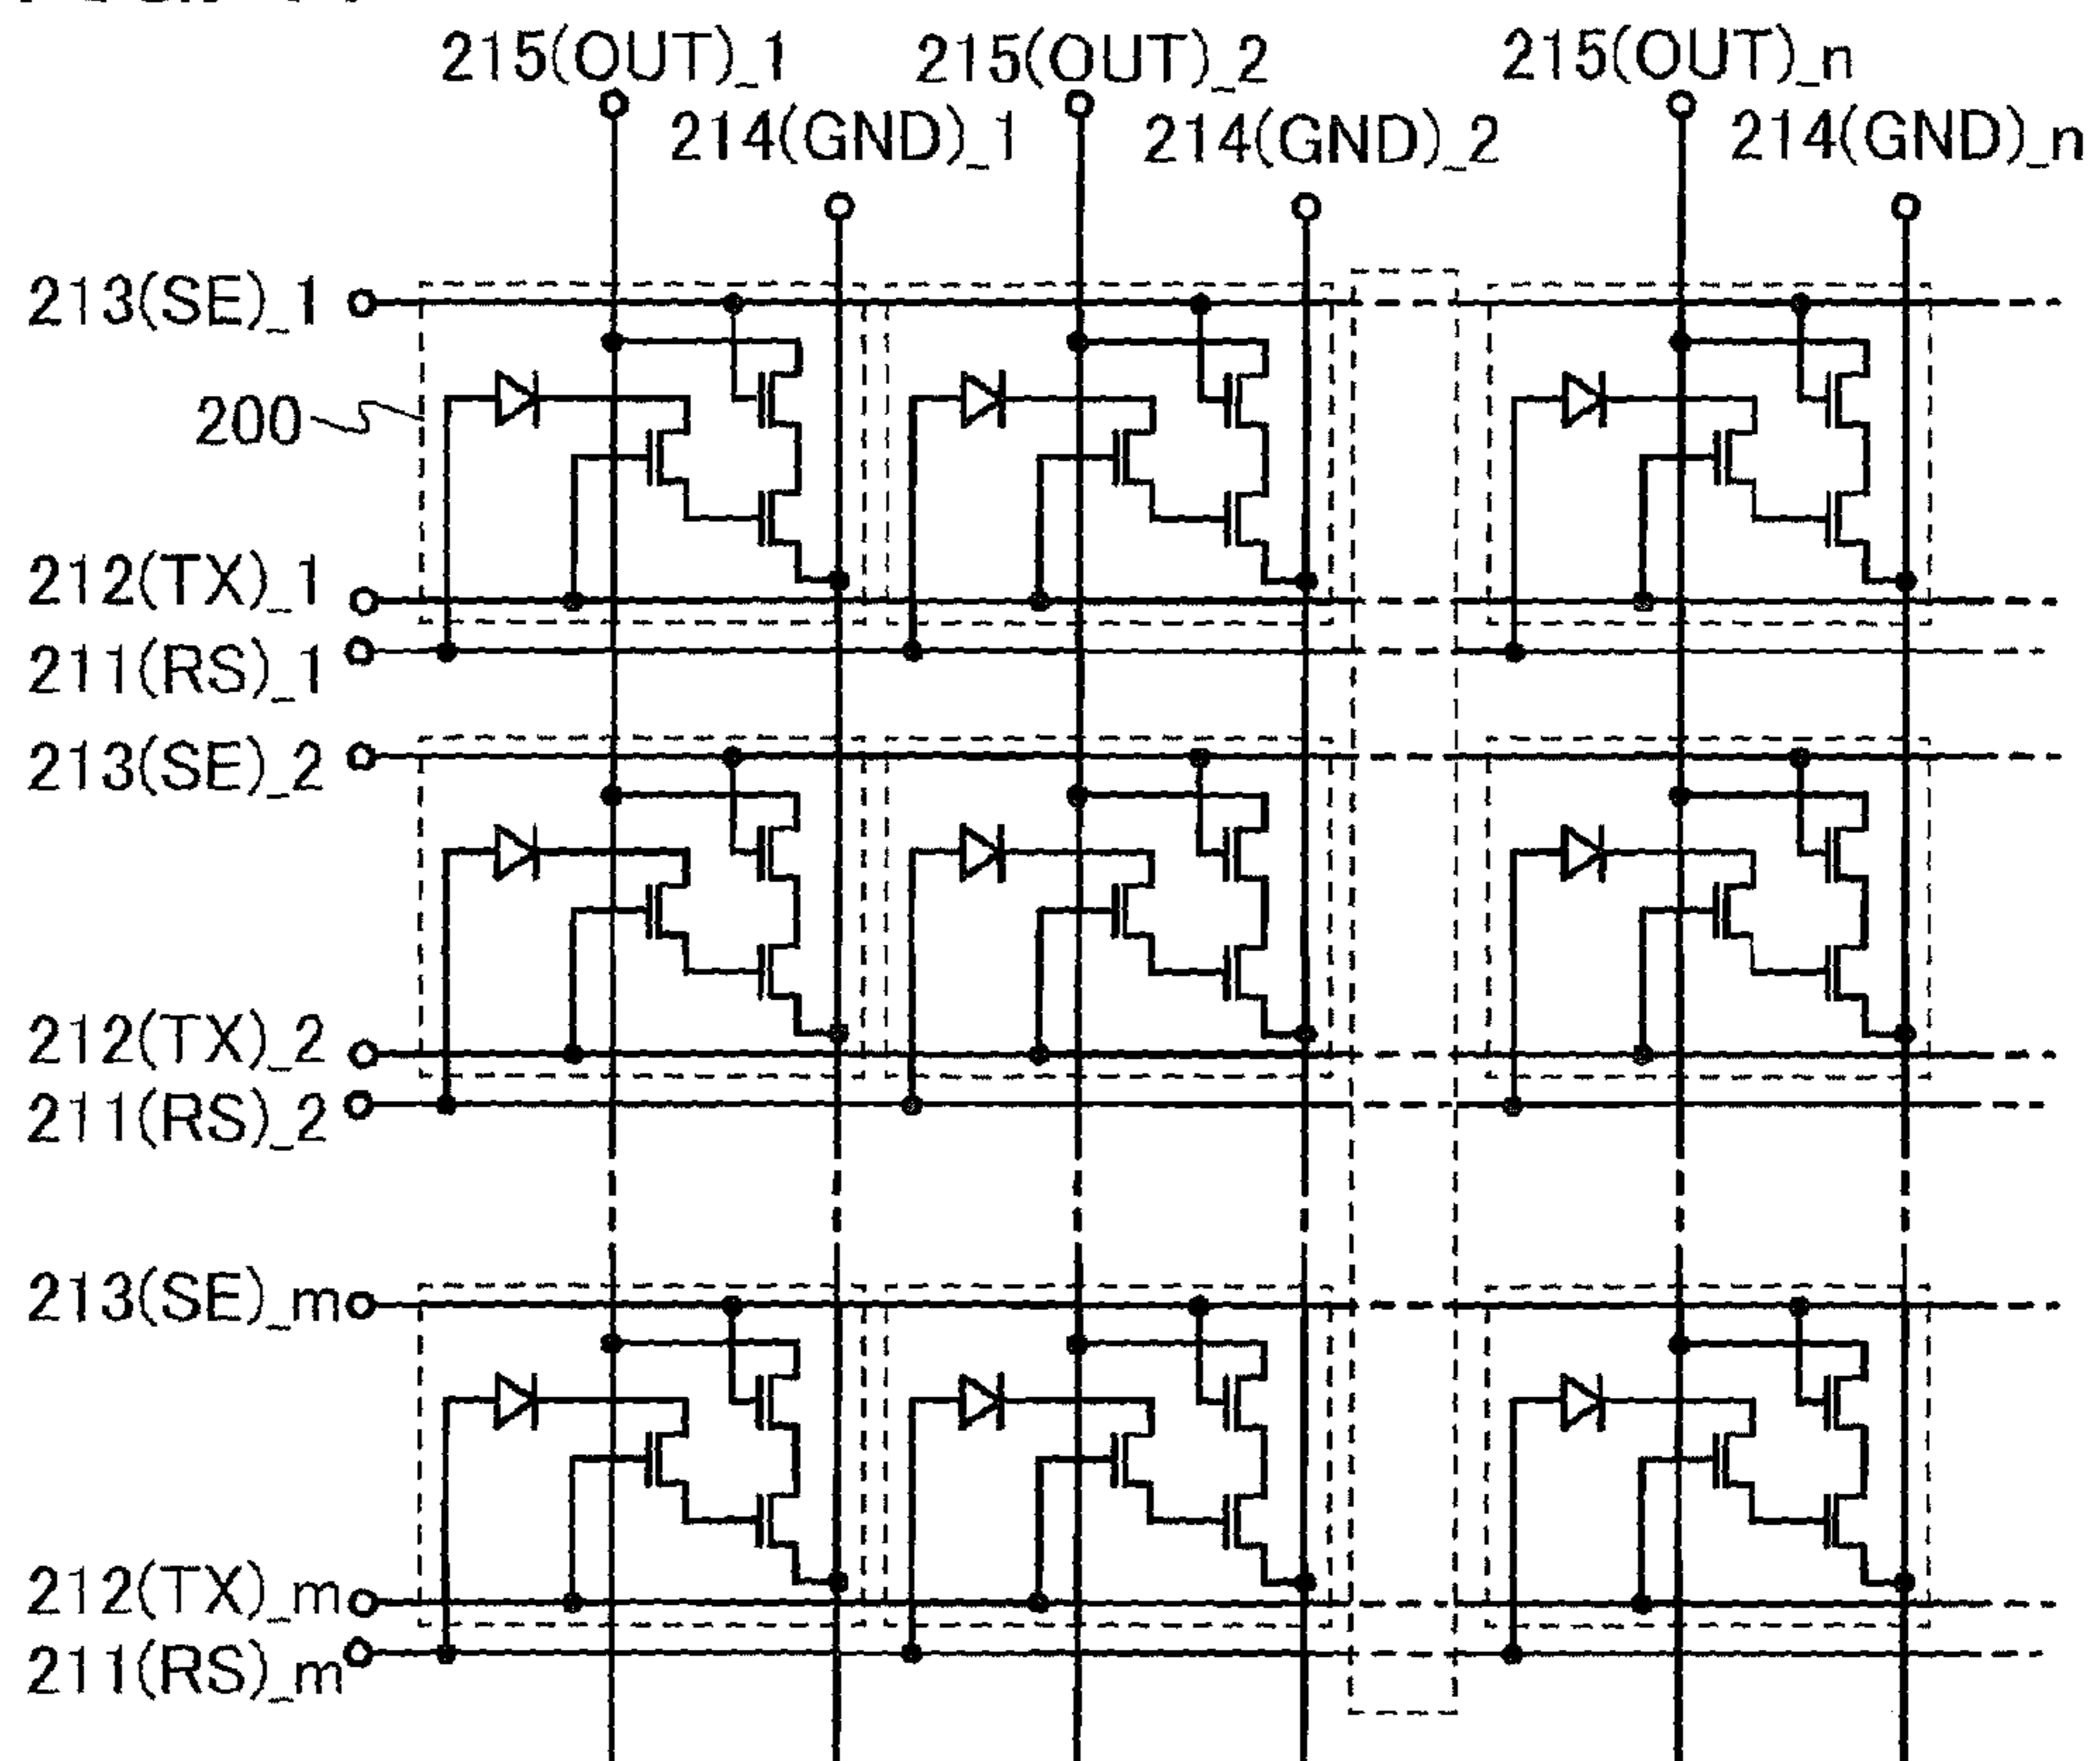 215(OUT)_1
215(OUT)_2
215(OUT)_n
214(GND)_1
214(GND)_2
214(GND)_n
213(SE)_1
200
212(TX)_1
211(RS)_1
213(SE)_2
212(TX)_2
211(RS)_2
213(SE)_m
212(TX)_m
211(RS)_m